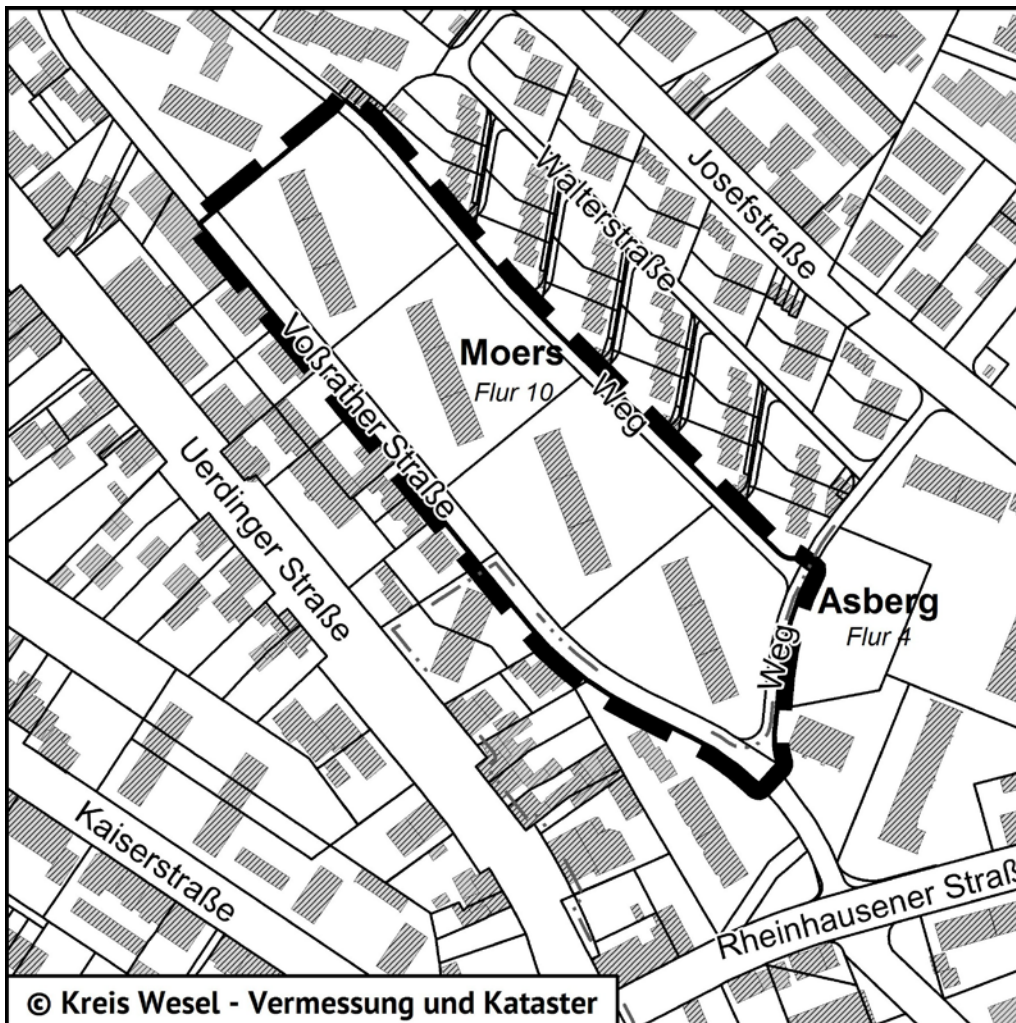 Josefstraße
Walterstraße
Moers
Flur 10
Weg
Voßrather Straße
Uerdinger Straße
Asberg
Flur 4
Weg
Kaiserstraße
Rheinhausener Straß
© Kreis Wesel - Vermessung und Kataster